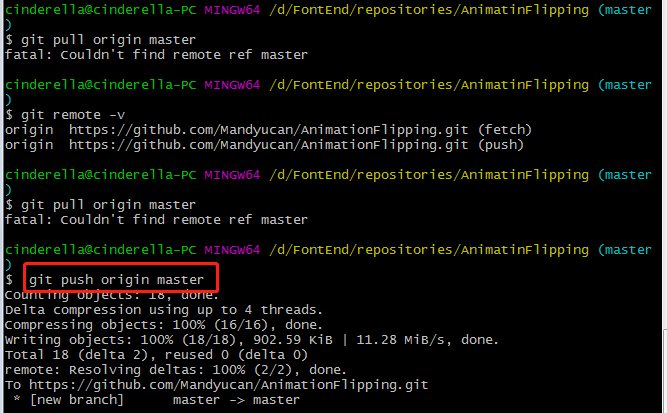 cinderella@cinderella-PC MINGW64 /d/FontEnd/repositories/AnimatinFlipping (master
)
$ git pull origin master
fatal: Couldn't find remote ref master
cinderella@cinderella-PC MINGW64 /d/FontEnd/repositories/AnimatinFlipping (master
)
$ git remote -v
origin  https://github.com/Mandyucan/AnimationFlipping.git (fetch)
origin  https://github.com/Mandyucan/AnimationFlipping.git (push)
cinderella@cinderella-PC MINGW64 /d/FontEnd/repositories/AnimatinFlipping (master
)
$ git pull origin master
fatal: Couldn't find remote ref master
cinderella@cinderella-PC MINGW64 /d/FontEnd/repositories/AnimatinFlipping (master
)
$ git push origin master
Counting objects: 18, done.
Delta compression using up to 4 threads.
Compressing objects: 100% (16/16), done.
Writing objects: 100% (18/18), 902.59 KiB | 11.28 MiB/s, done.
Total 18 (delta 2), reused 0 (delta 0)
remote: Resolving deltas: 100% (2/2), done.
To https://github.com/Mandyucan/AnimationFlipping.git
 * [new branch]      master -> master